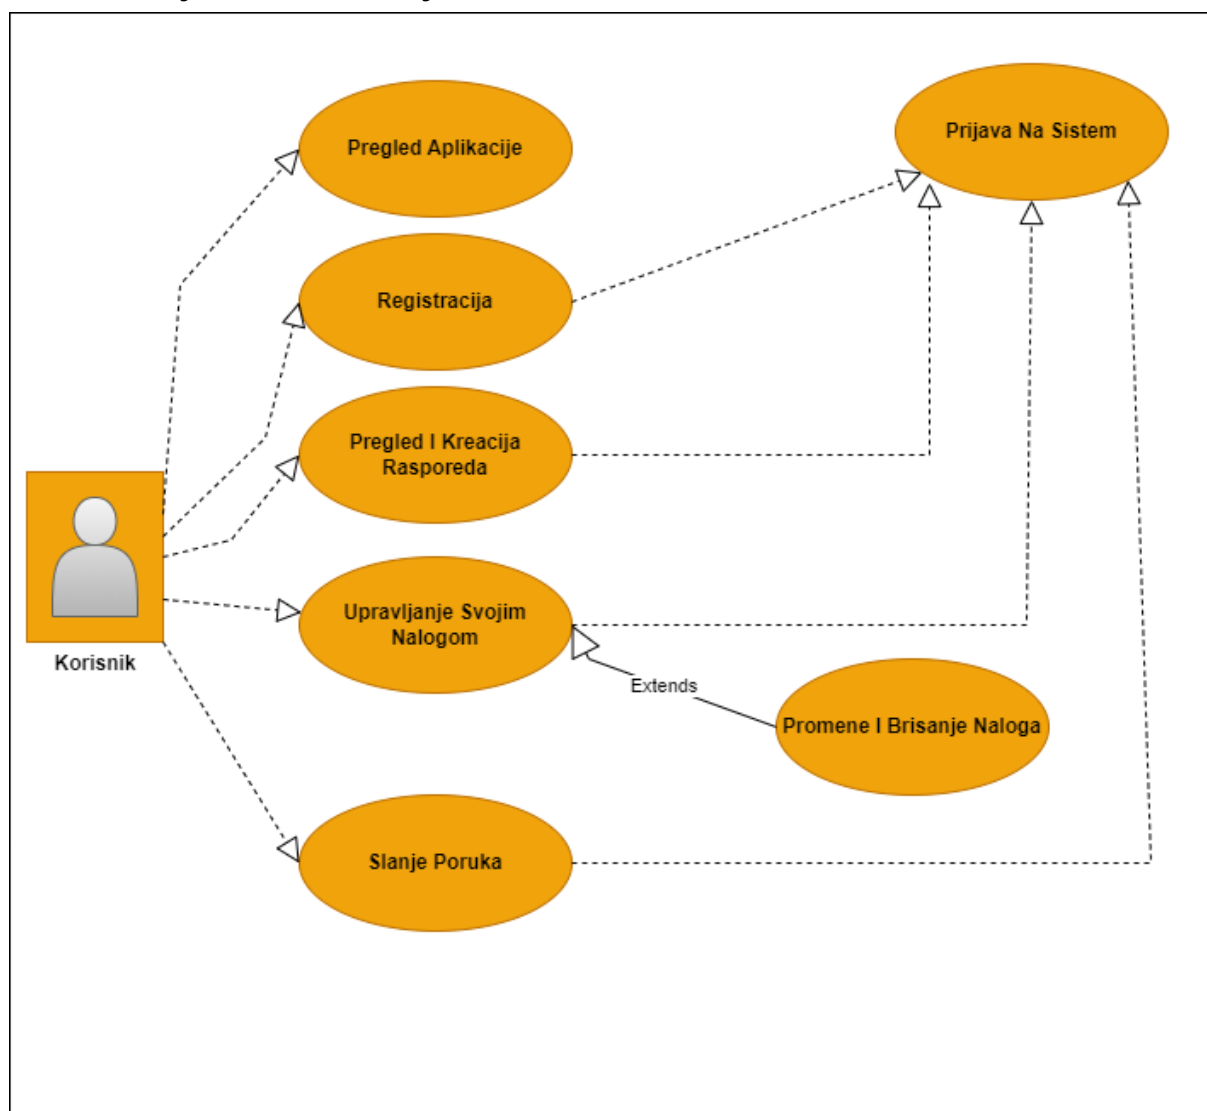 Pregled Aplikacije
Prijava Na Sistem
Registracija
Pregled I Kreacija
Rasporeda
Upravljanje Svojim
Nalogom
Korisnik
Extends
Promene I Brisanje Naloga
Slanje Poruka